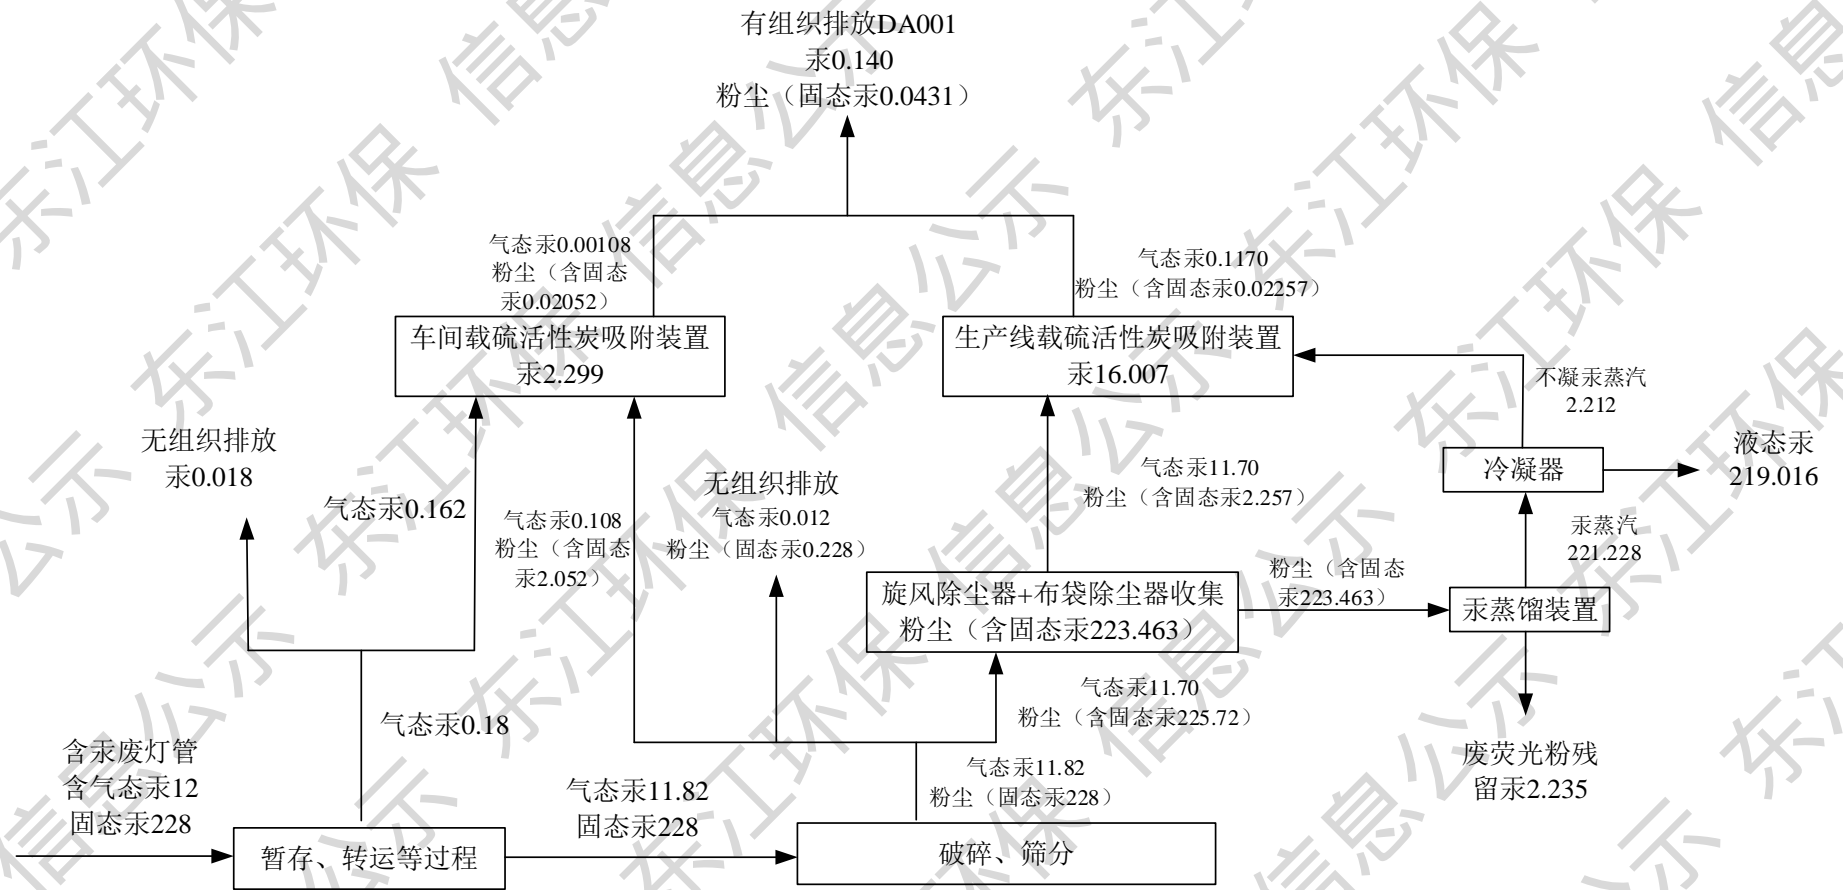 有组织排放DA001
汞0.140
粉尘（固态汞0.0431）
气态汞0.00108
粉尘（含固态
汞0.02052）
气态汞0.1170
粉尘（含固态汞0.02257）
车间载硫活性炭吸附装置
汞2.299
生产线载硫活性炭吸附装置
汞16.007
不凝汞蒸汽
2.212
无组织排放
汞0.018
气态汞0.162
气态汞0.108
粉尘（含固态
汞2.052）
无组织排放
气态汞0.012
粉尘（固态汞0.228）
气态汞11.70
粉尘（含固态汞2.257）
冷凝器
液态汞
219.016
汞蒸汽
221.228
旋风除尘器+布袋除尘器收集
粉尘（含固态汞223.463）
粉尘（含固态
汞223.463）
汞蒸馏装置
气态汞11.70
粉尘（含固态汞225.72）
气态汞0.18
含汞废灯管
含气态汞12
固态汞228
气态汞11.82
固态汞228
气态汞11.82
粉尘（固态汞228）
废荧光粉残
留汞2.235
暂存、转运等过程
破碎、筛分
东江环保 信息公示